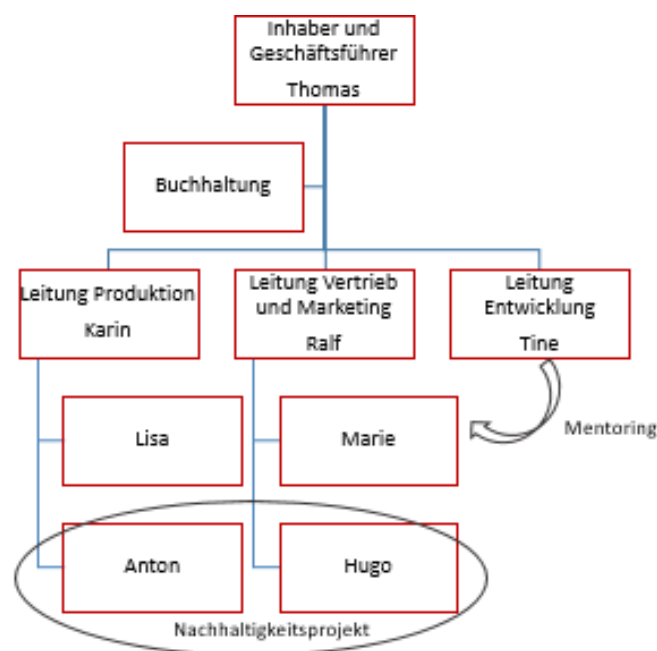 Inhaber und
Geschäftsführer
Thomas
Buchhaltung
Leitung Produktion
Karin
Leitung Vertrieb
und Marketing
Ralf
Leitung
Entwicklung
Tine
Mentoring
Lisa
Marie
Anton
Hugo
Nachhaltigkeitsprojekt